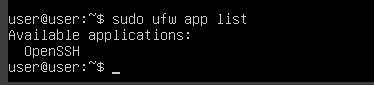 user@user:~$ sudo ufw app list
Available applications:
  OpenSSH
user@user:~$ _